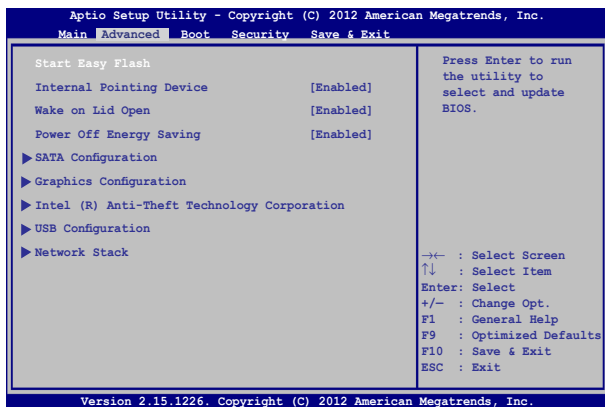 Aptio Setup Utility - Copyright (C) 2012 American Megatrends, Inc.
Main Advanced Boot Security Save & Exit
Start Easy Flash
Internal Pointing Device [Enabled]
Wake on Lid Open [Enabled]
Power Off Energy Saving [Enabled]
SATA Configuration
Graphics Configuration
Intel (R) Anti-Theft Technology Corporation
USB Configuration
Network Stack
Press Enter to run
the utility to
select and update
BIOS.
→← : Select Screen
↑↓ : Select Item
Enter: Select
+/— : Change Opt.
F1 : General Help
F9 : Optimized Defaults
F10 : Save & Exit
ESC : Exit
Version 2.15.1226. Copyright (C) 2012 American Megatrends, Inc.